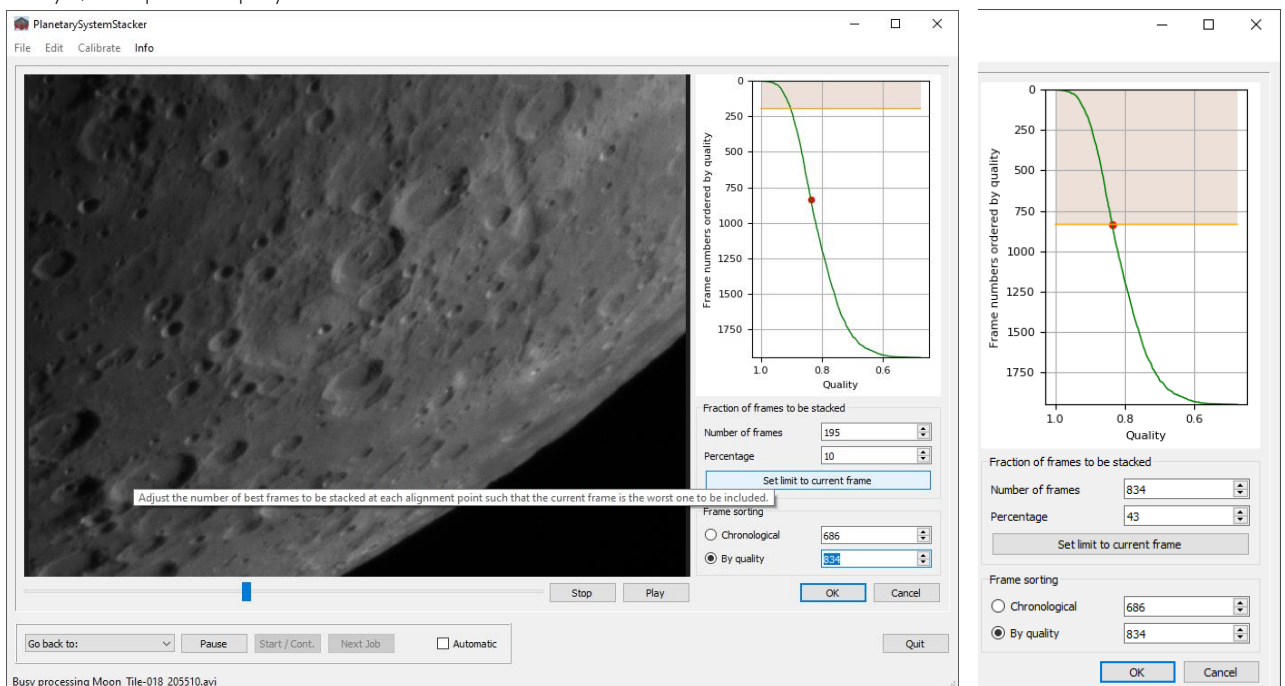 PlanetarySystemStacker
File Edit Calibrate Info
0
250
500
750
1000
1250
1500
1750
Frame numbers ordered by quality
1.0 0.8 0.6
Quality
Fraction of frames to be stacked
Number of frames 195
Percentage 10
Set limit to current frame
Adjust the number of best frames to be stacked at each alignment point such that the current frame is the worst one to be included.
Frame sorting
Chronological 686
By quality 834
Stop Play OK Cancel
Go back to: Pause Start / Cont. Next Job Automatic Quit
Busy processing Moon_Tile-018_205510.avi
0
250
500
750
1000
1250
1500
1750
Frame numbers ordered by quality
1.0 0.8 0.6
Quality
Fraction of frames to be stacked
Number of frames 834
Percentage 43
Set limit to current frame
Frame sorting
Chronological 686
By quality 834
OK Cancel